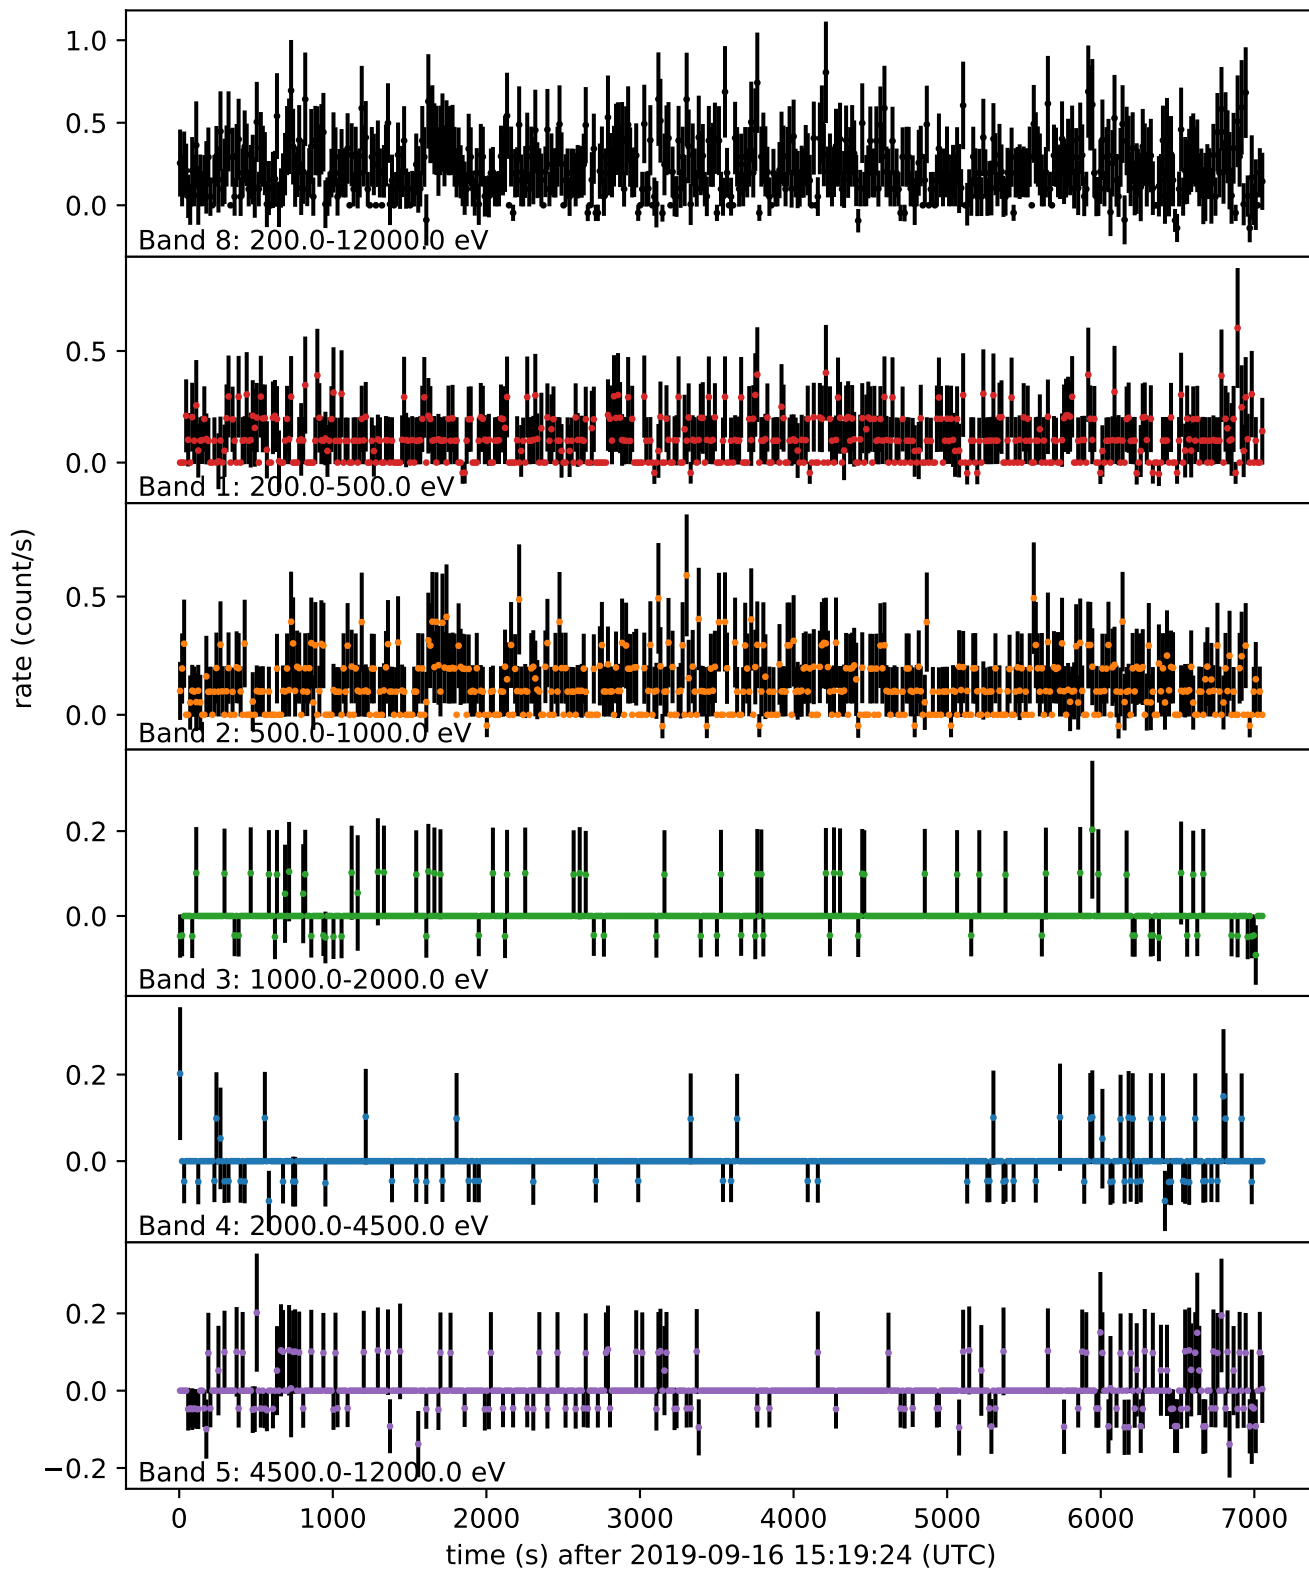 1.0
0.5
0.0
Band 8: 200.0-12000.0 eV
0.5
0.0
Band 1: 200.0-500.0 eV
0.5
0.0
Band 2: 500.0-1000.0 eV
rate (count/s)
0.2
0.0
Band 3: 1000.0-2000.0 eV
0.2
0.0
Band 4: 2000.0-4500.0 eV
0.2
0.0
−0.2
Band 5: 4500.0-12000.0 eV
0 1000 2000 3000 4000 5000 6000 7000
time (s) after 2019-09-16 15:19:24 (UTC)